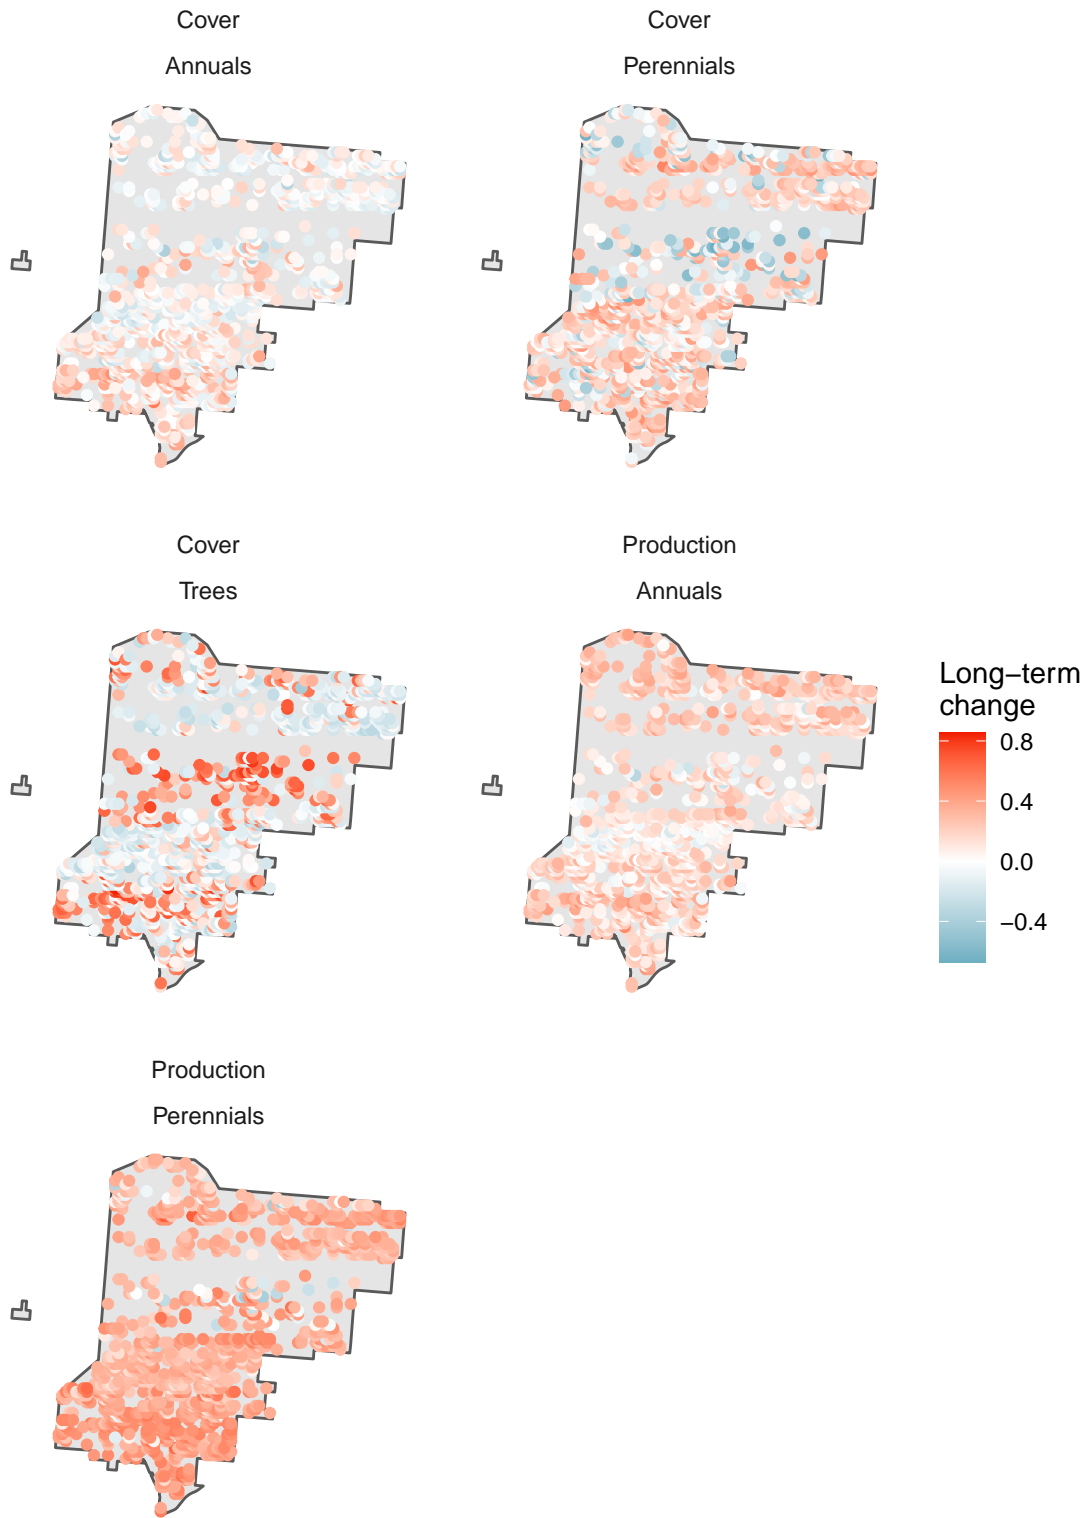 Cover
Annuals
Cover
Perennials
Cover
Trees
Production
Annuals
Long−term
change
0.8
0.4
0.0
−0.4
Production
Perennials